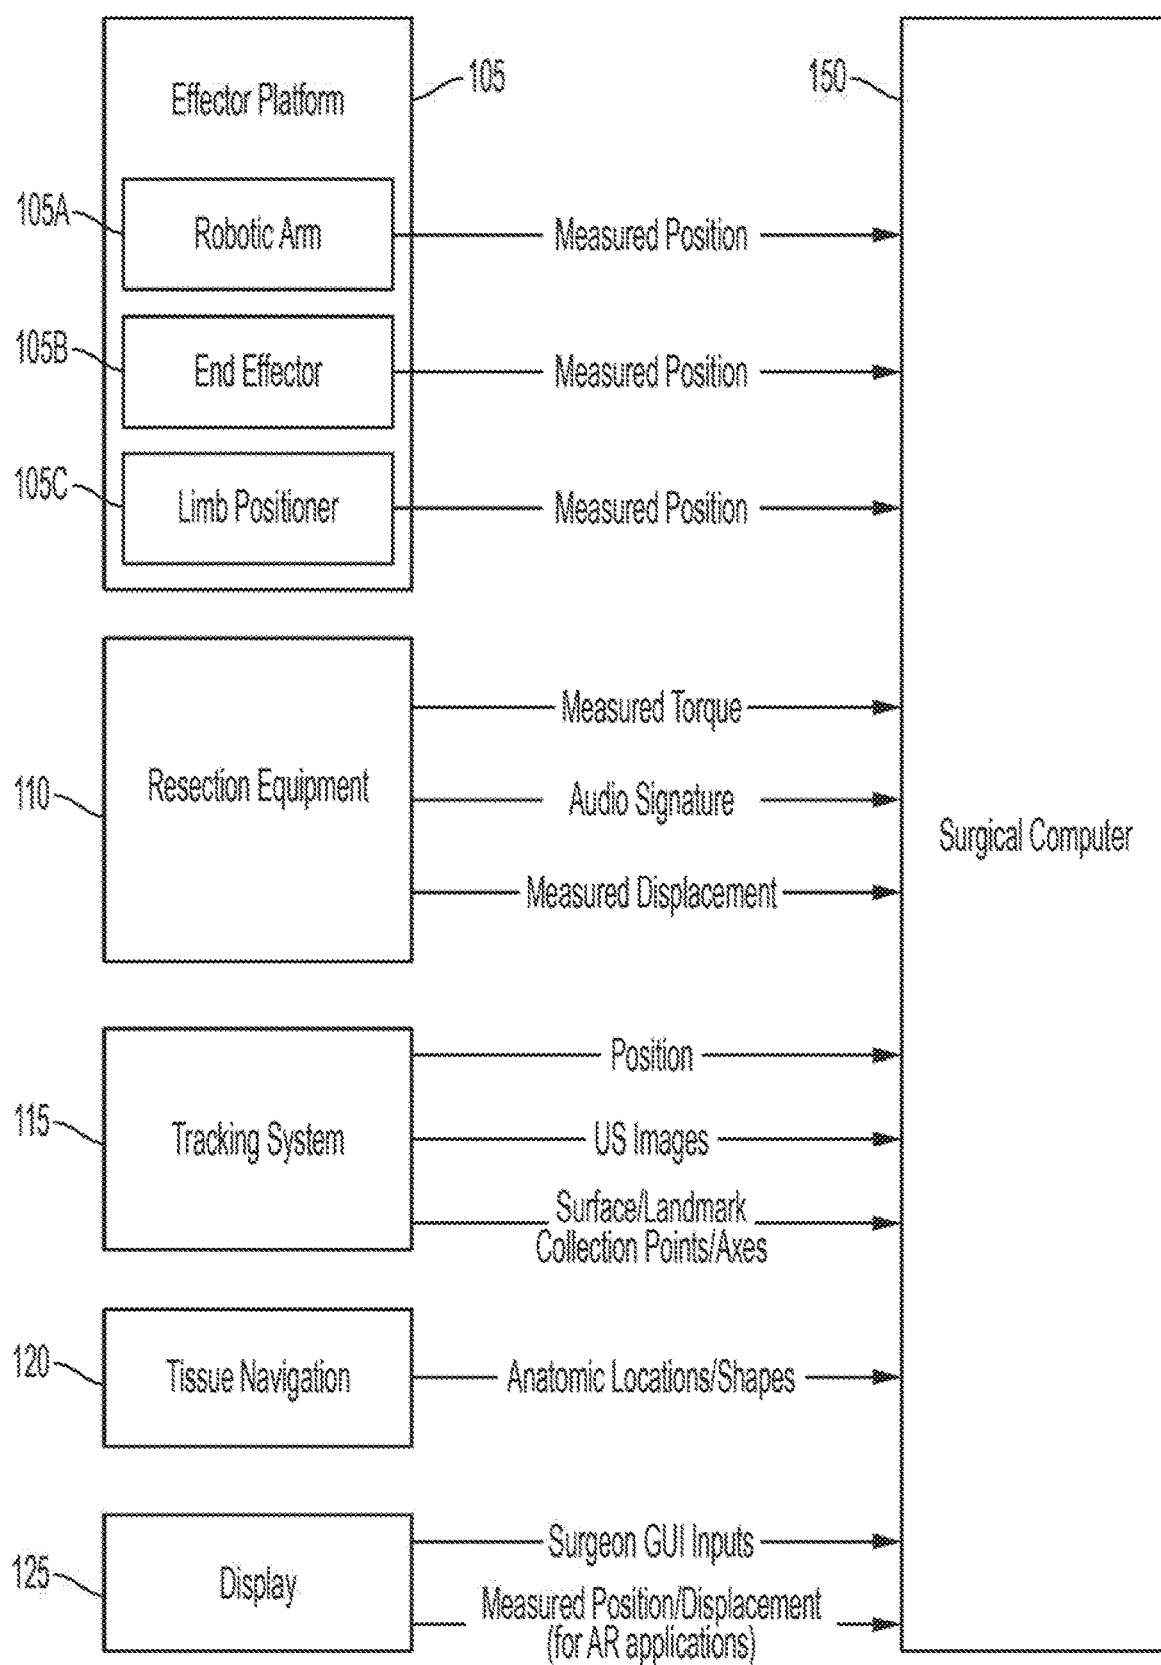 Effector Platform
105
150
105A
Robotic Arm
Measured Position
105B
End Effector
Measured Position
105C
Limb Positioner
Measured Position
110
Resection Equipment
Measured Torque
Audio Signature
Measured Displacement
Surgical Computer
115
Tracking System
Position
US Images
Surface/Landmark
Collection Points/Axes
120
Tissue Navigation
Anatomic Locations/Shapes
125
Display
Surgeon GUI Inputs
Measured Position/Displacement
(for AR applications)